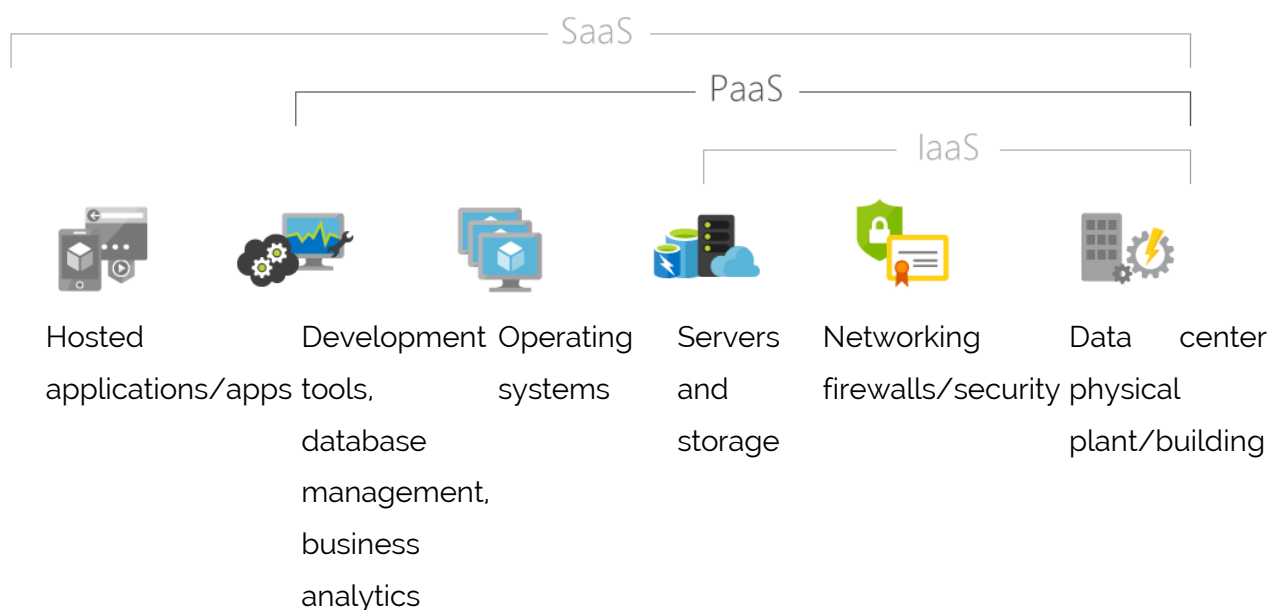 SaaS
PaaS
IaaS
Hosted
applications/apps
Development
tools,
database
management,
business
analytics
Operating
systems
Servers
and
storage
Networking
firewalls/security
Data center
physical
plant/building